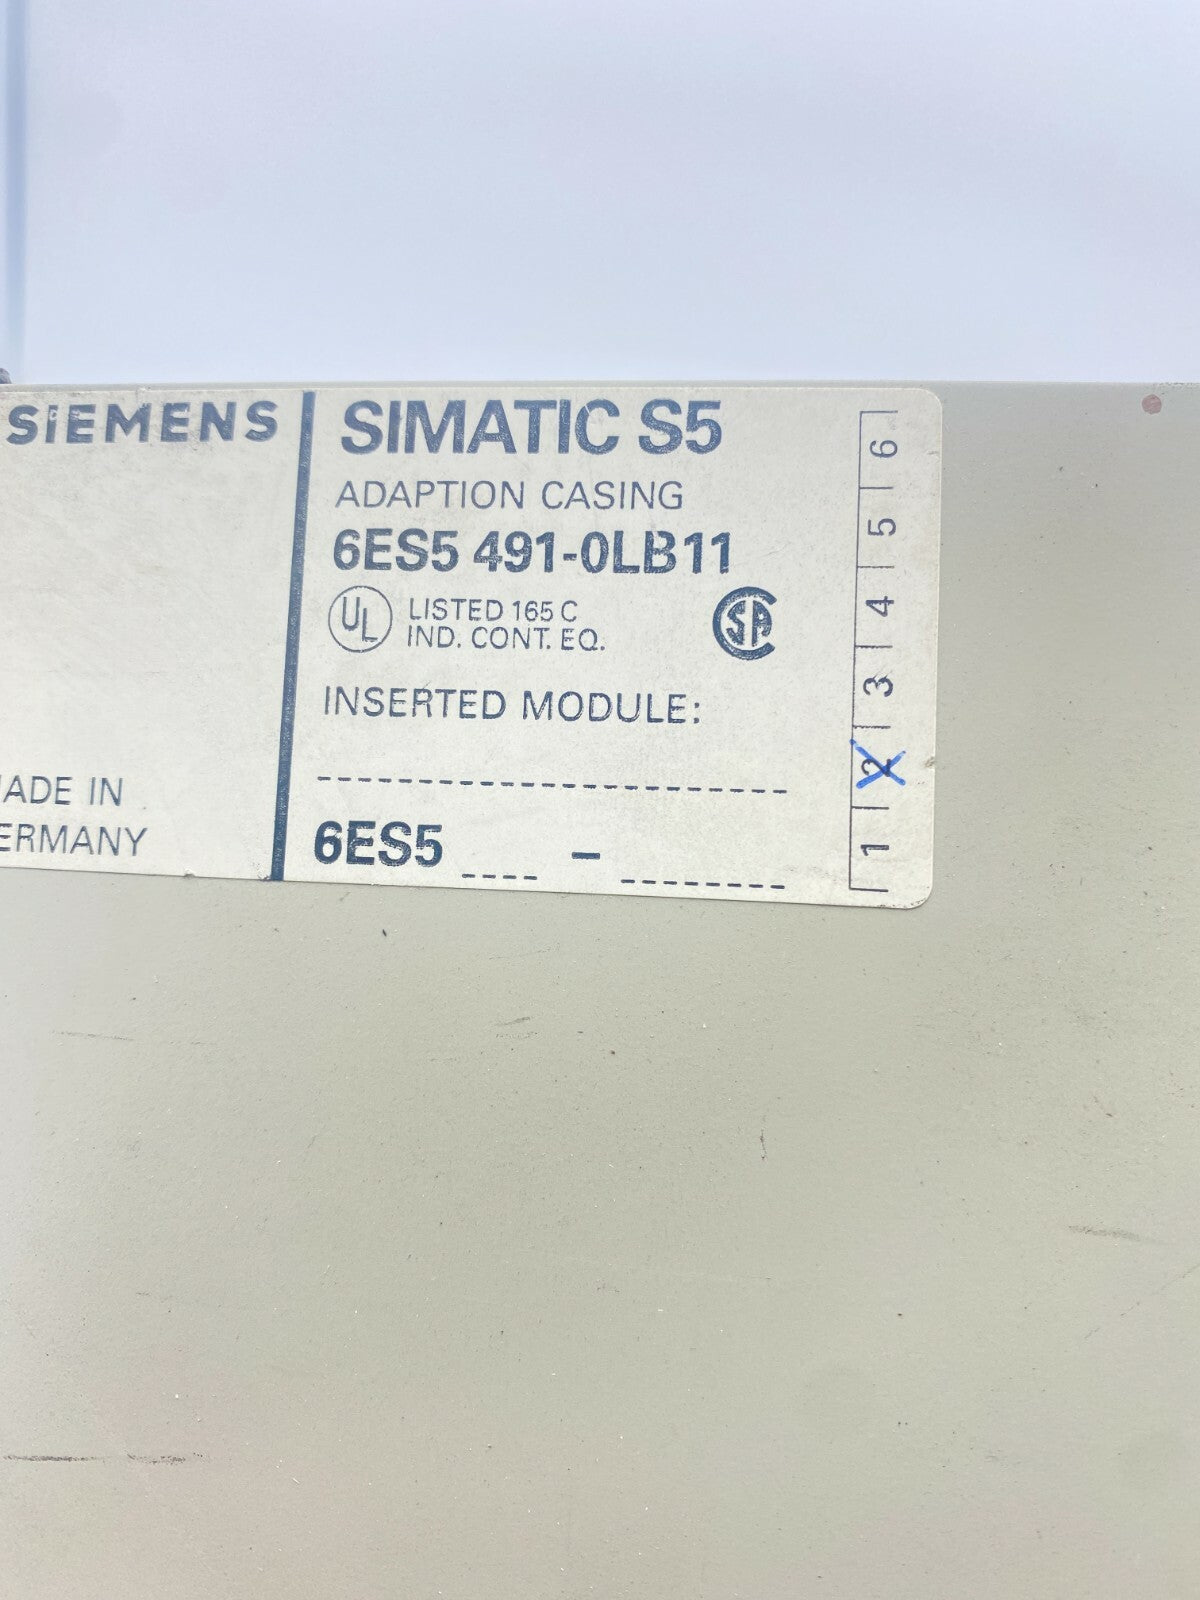 SIEMENS
SIMATIC S5
ADAPTION CASING
6ES5 491-0LB11
UL LISTED 165 C
IND. CONT. EQ.
SA
INSERTED MODULE:
6ES5 -
ADE IN
ERMANY
1 2 3 4 5 6